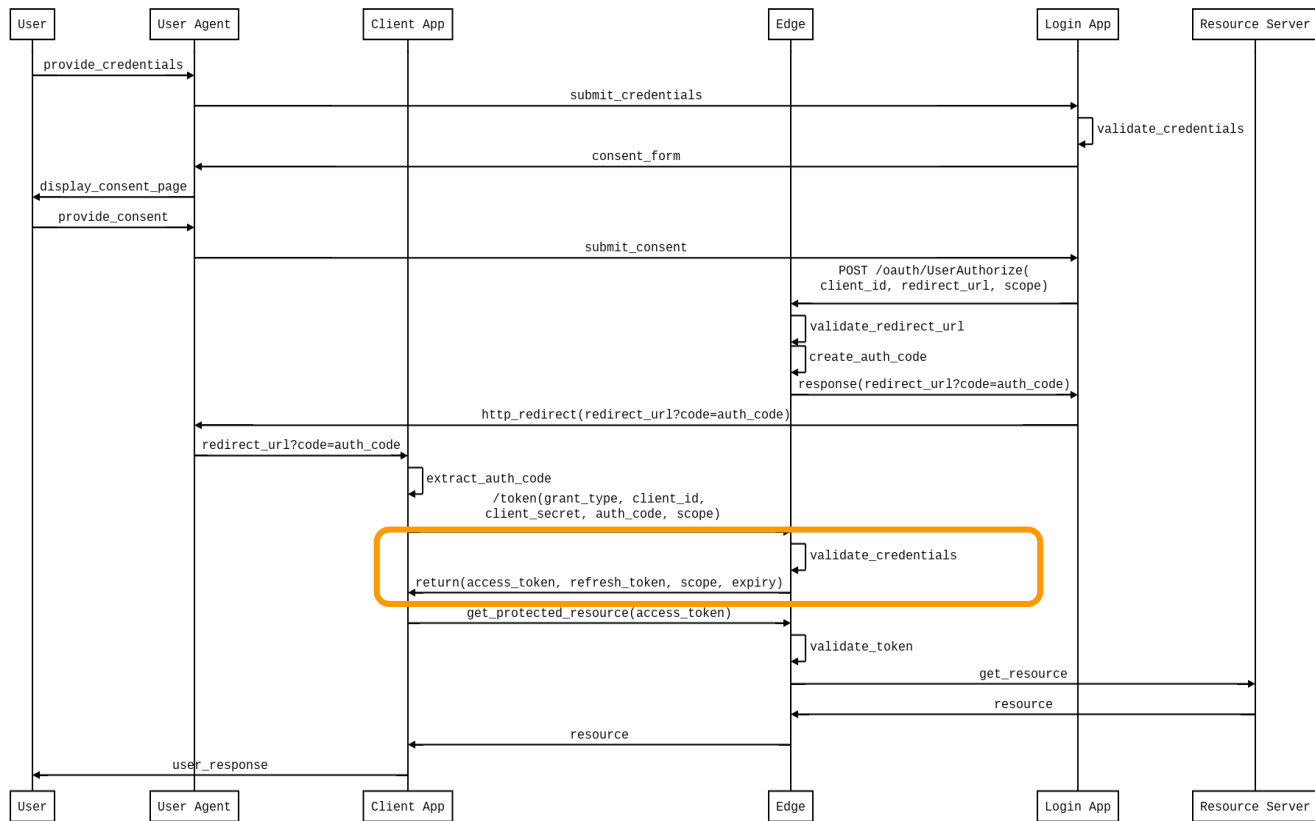 User
User Agent
Client App
Edge
Login App
Resource Server
provide_credentials
submit_credentials
validate_credentials
consent_form
display_consent_page
provide_consent
submit_consent
POST /oauth/UserAuthorize(
client_id, redirect_url, scope)
validate_redirect_url
create_auth_code
response(redirect_url?code=auth_code)
http_redirect(redirect_url?code=auth_code)
redirect_url?code=auth_code
extract_auth_code
/token(grant_type, client_id,
client_secret, auth_code, scope)
validate_credentials
return(access_token, refresh_token, scope, expiry)
get_protected_resource(access_token)
validate_token
get_resource
resource
resource
user_response
User
User Agent
Client App
Edge
Login App
Resource Server